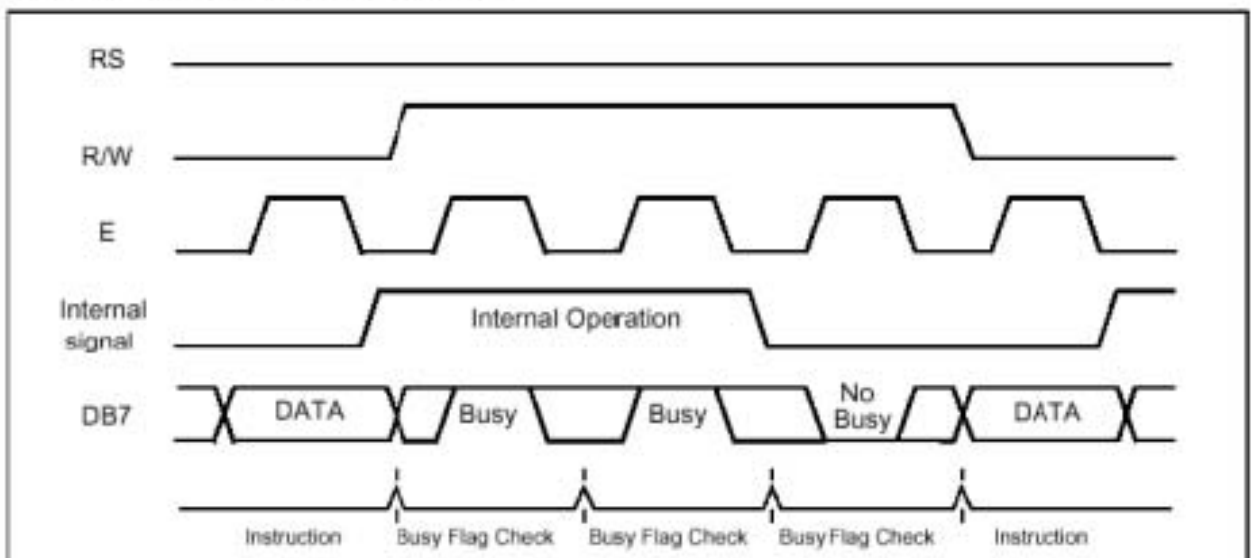 RS
R/W
E
Internal
signal
Internal Operation
DB7
DATA
Busy
Busy
No
Busy
DATA
Instruction
Busy Flag Check
Busy Flag Check
Busy Flag Check
Instruction